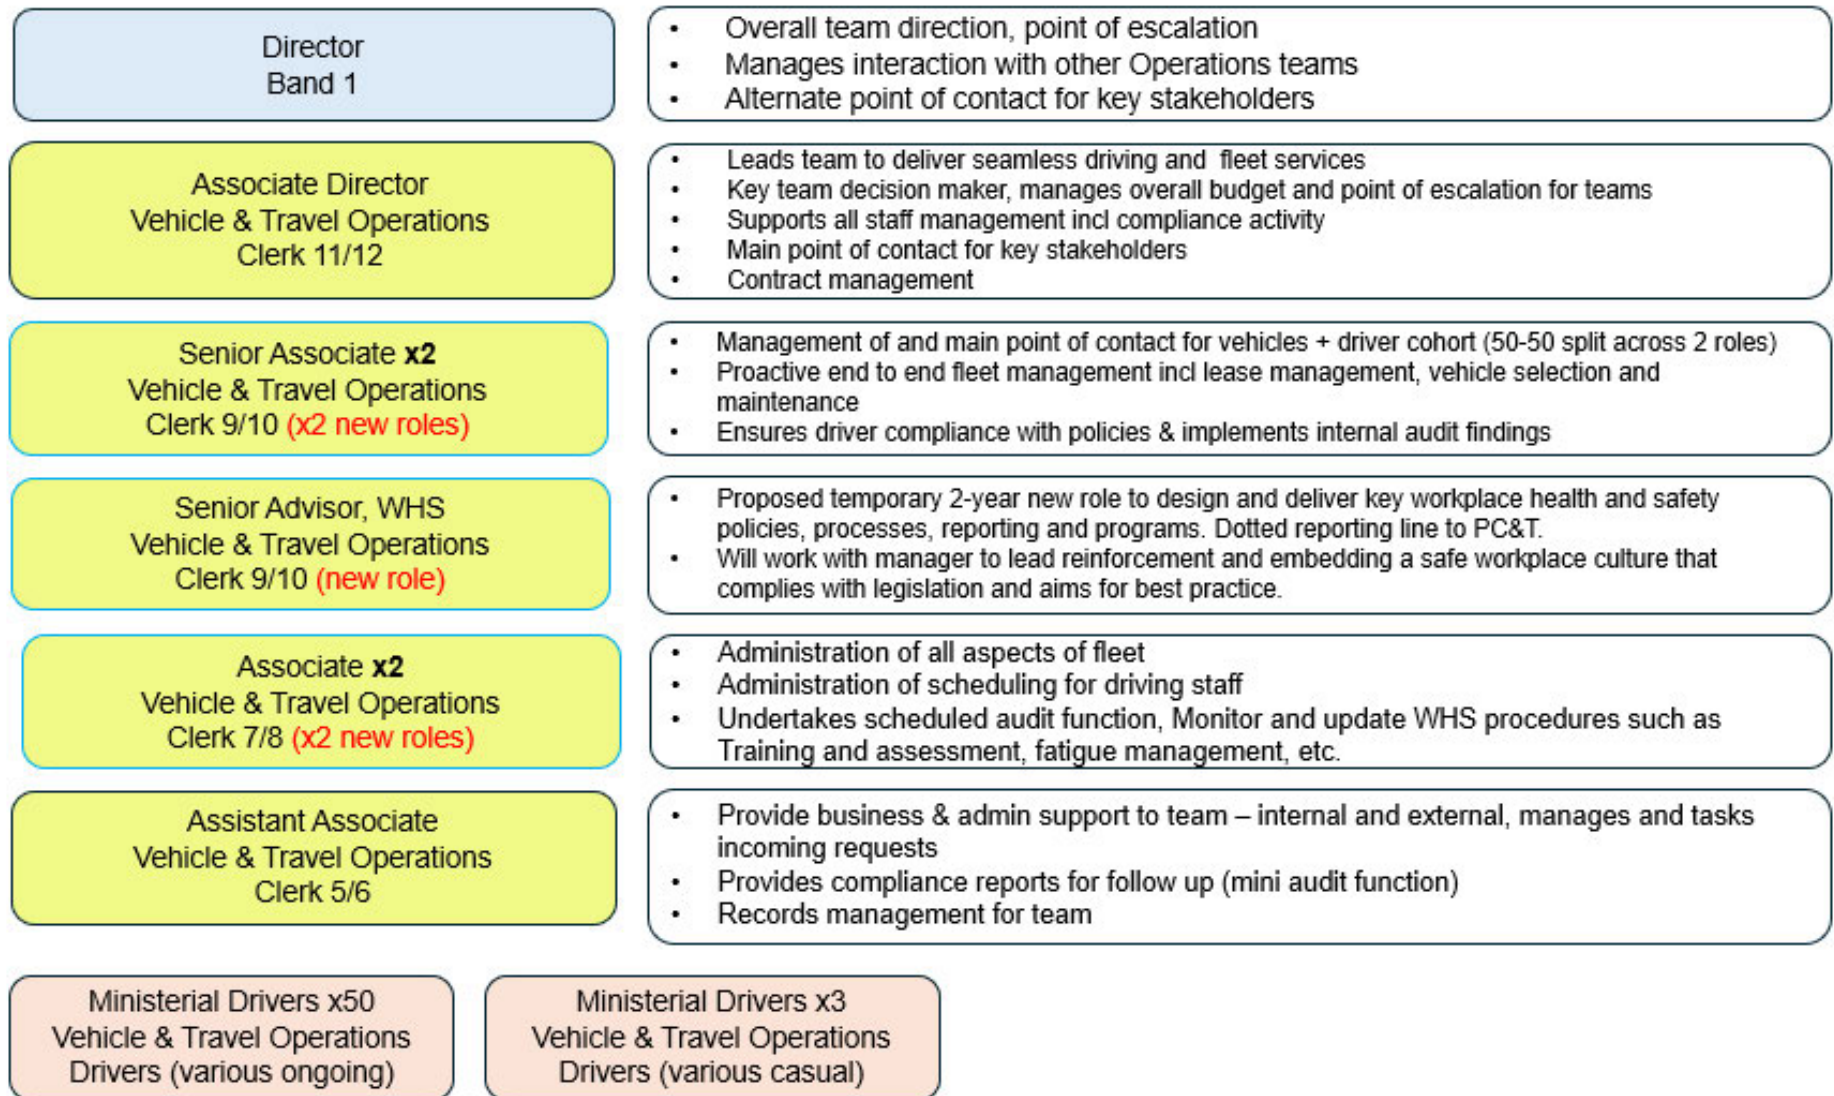 Director
Band 1
• Overall team direction, point of escalation
• Manages interaction with other Operations teams
• Alternate point of contact for key stakeholders
Associate Director
Vehicle & Travel Operations
Clerk 11/12
• Leads team to deliver seamless driving and fleet services
• Key team decision maker, manages overall budget and point of escalation for teams
• Supports all staff management incl compliance activity
• Main point of contact for key stakeholders
• Contract management
Senior Associate x2
Vehicle & Travel Operations
Clerk 9/10 (x2 new roles)
• Management of and main point of contact for vehicles + driver cohort (50-50 split across 2 roles)
• Proactive end to end fleet management incl lease management, vehicle selection and
maintenance
• Ensures driver compliance with policies & implements internal audit findings
Senior Advisor, WHS
Vehicle & Travel Operations
Clerk 9/10 (new role)
• Proposed temporary 2-year new role to design and deliver key workplace health and safety
policies, processes, reporting and programs. Dotted reporting line to PC&T.
• Will work with manager to lead reinforcement and embedding a safe workplace culture that
complies with legislation and aims for best practice.
Associate x2
Vehicle & Travel Operations
Clerk 7/8 (x2 new roles)
• Administration of all aspects of fleet
• Administration of scheduling for driving staff
• Undertakes scheduled audit function, Monitor and update WHS procedures such as
Training and assessment, fatigue management, etc.
Assistant Associate
Vehicle & Travel Operations
Clerk 5/6
• Provide business & admin support to team – internal and external, manages and tasks
incoming requests
• Provides compliance reports for follow up (mini audit function)
• Records management for team
Ministerial Drivers x50
Vehicle & Travel Operations
Drivers (various ongoing)
Ministerial Drivers x3
Vehicle & Travel Operations
Drivers (various casual)